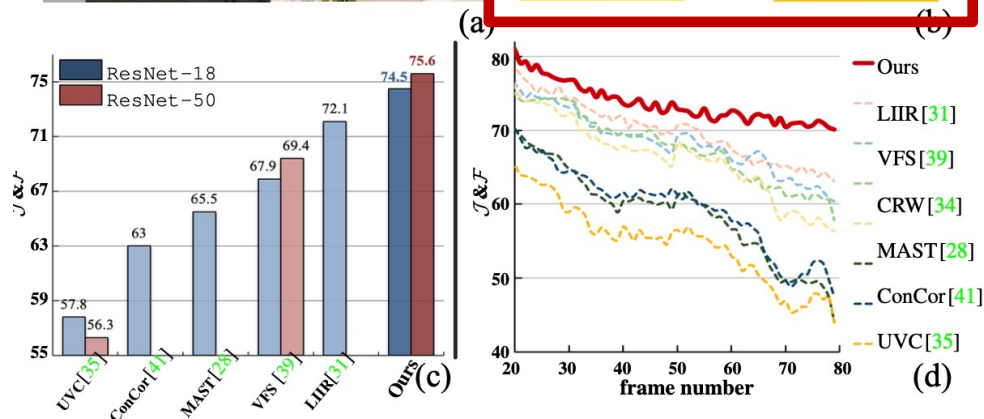 (a)
(b)
75.6
74.5
ResNet-18
ResNet-50
72.1
69.4
67.9
65.5
63
57.8
56.3
75
71
67
63
59
55
J&F
UVC[35]
ConCor[41]
MAST[28]
VFS [39]
LIIR[31]
Ours
(c)
80
70
60
50
40
J&F
20 30 40 50 60 70 80
frame number
Ours
LIIR[31]
VFS[39]
CRW[34]
MAST[28]
ConCor[41]
UVC[35]
(d)